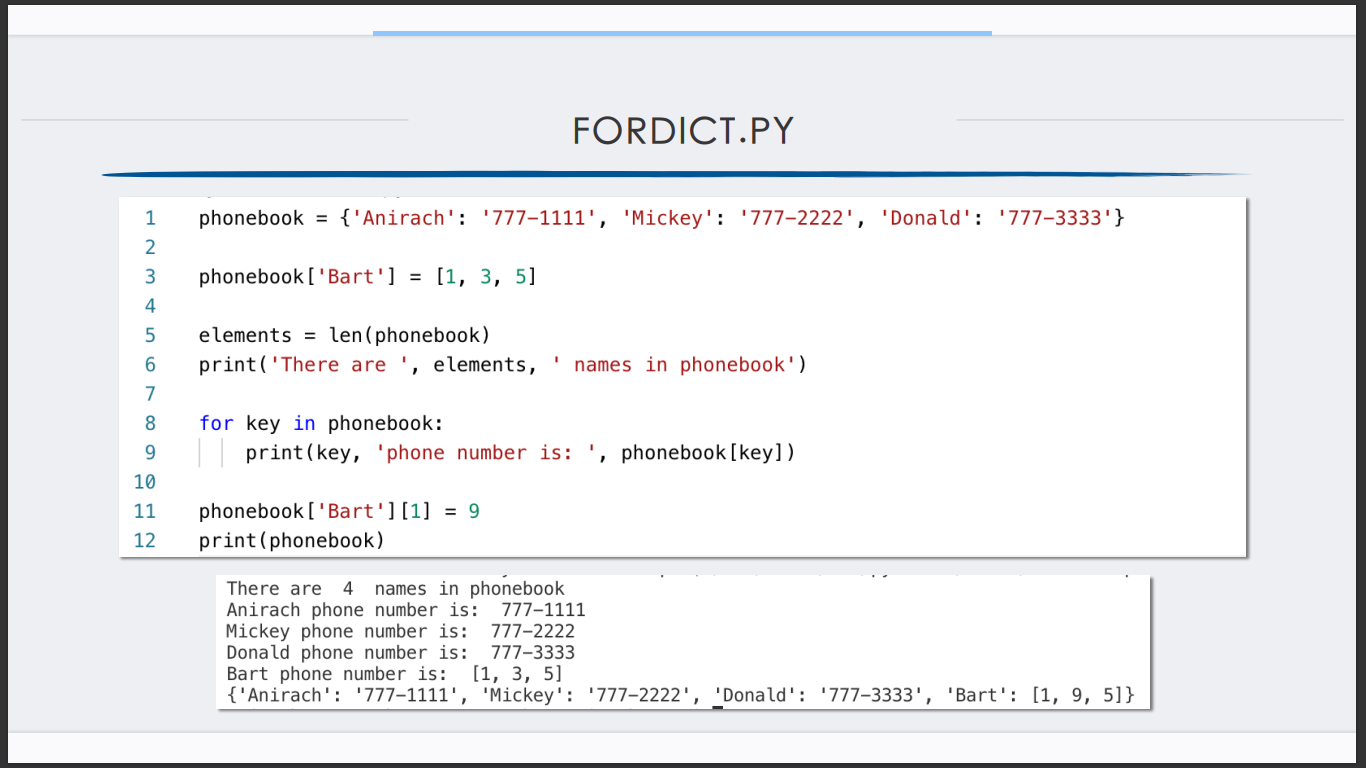 FORDICT.PY
1 phonebook = {'Anirach': '777-1111', 'Mickey': '777-2222', 'Donald': '777-3333'}
2
3 phonebook['Bart'] = [1, 3, 5]
4
5 elements = len(phonebook)
6 print('There are ', elements, ' names in phonebook')
7
8 for key in phonebook:
9     print(key, 'phone number is: ', phonebook[key])
10
11 phonebook['Bart'][1] = 9
12 print(phonebook)
There are  4  names in phonebook
Anirach phone number is:  777-1111
Mickey phone number is:  777-2222
Donald phone number is:  777-3333
Bart phone number is:  [1, 3, 5]
{'Anirach': '777-1111', 'Mickey': '777-2222', 'Donald': '777-3333', 'Bart': [1, 9, 5]}